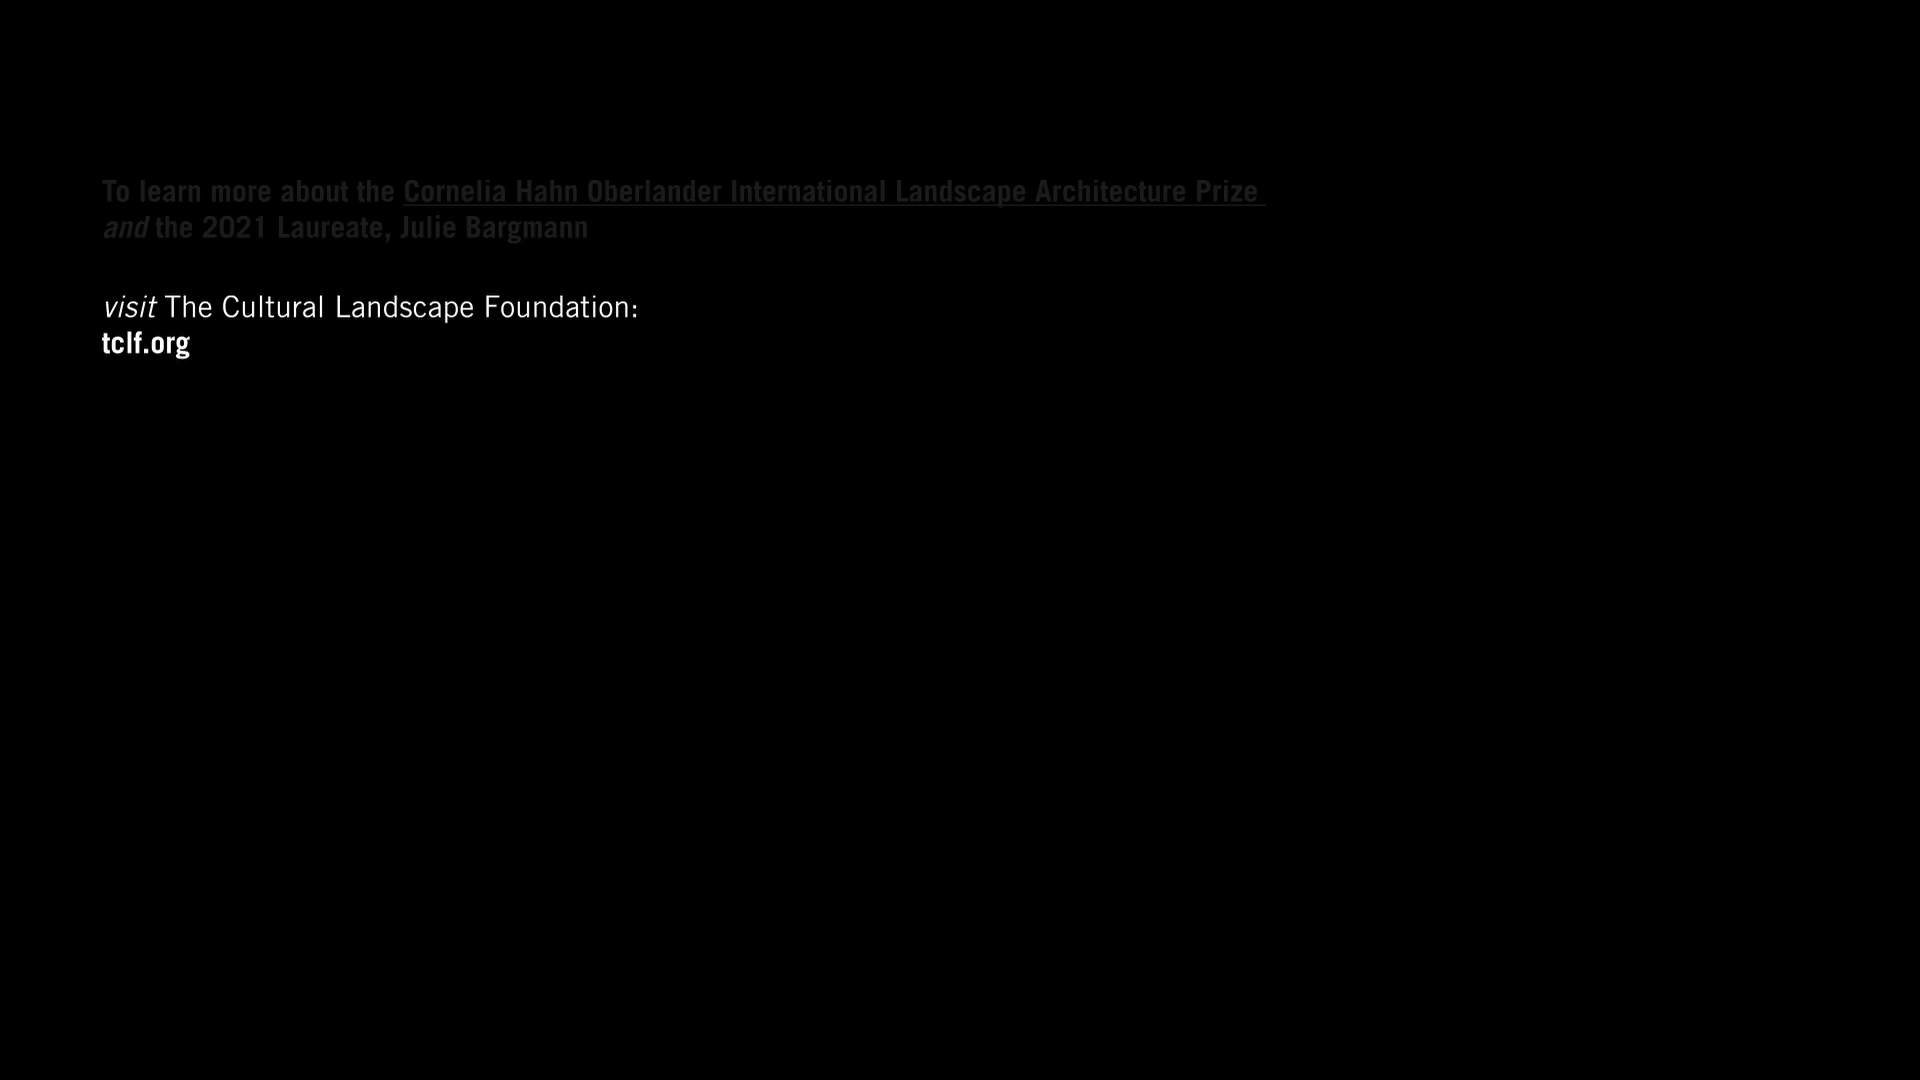 To learn more about the Cornelia Hahn Oberlander International Landscape Architecture Prize
and the 2021 Laureate, Julie Bargmann
visit The Cultural Landscape Foundation:
tclf.org